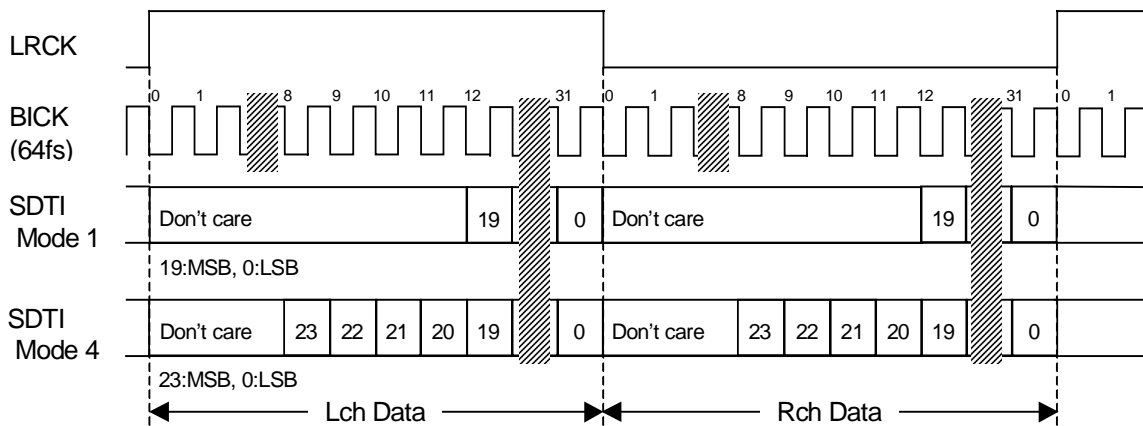 LRCK
0 1 8 9 10 11 12 31 0 1 8 9 10 11 12 31 0 1
BICK
(64fs)
SDTI
Mode 1
Don't care 19 0 Don't care 19 0
19:MSB, 0:LSB
SDTI
Mode 4
Don't care 23 22 21 20 19 0 Don't care 23 22 21 20 19 0
23:MSB, 0:LSB
Lch Data Rch Data